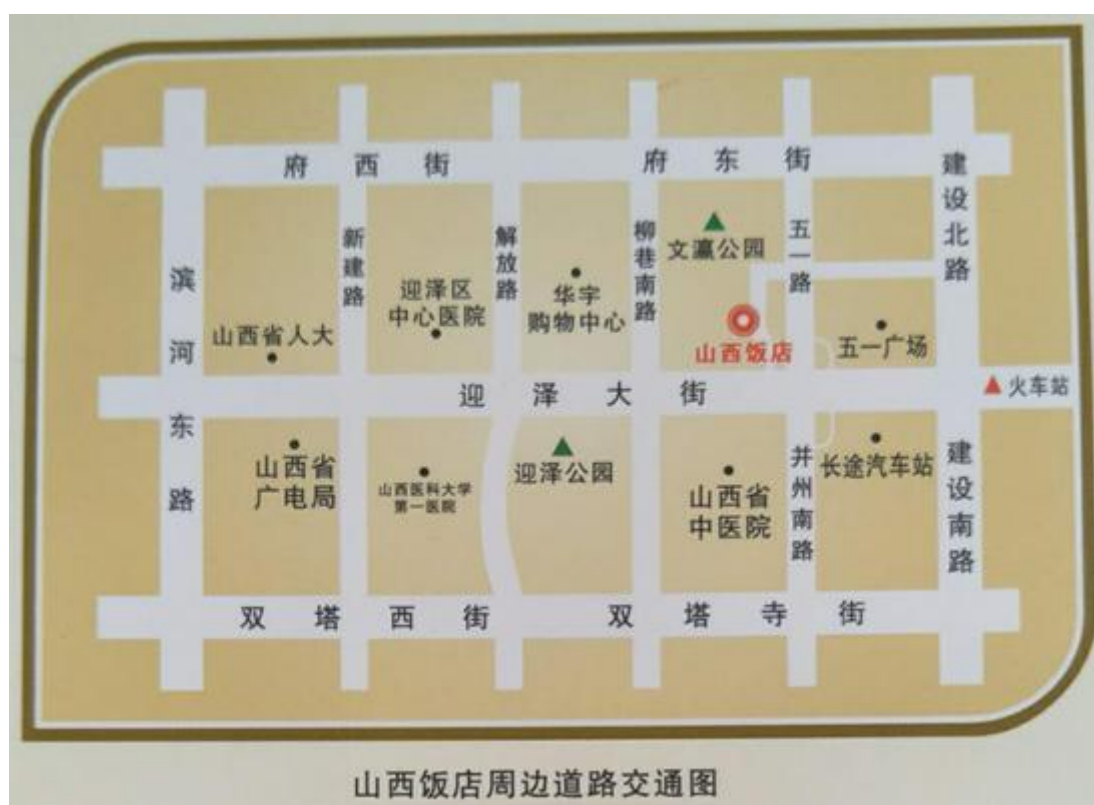 府西街
府东街
滨河东路
新建路
解放路
柳巷南路
五一路
建设北路
文瀛公园
迎泽区
中心医院
华宇
购物中心
山西省人大
山西饭店
五一广场
迎泽大街
火车站
山西省
广电局
山西医科大学
第一医院
迎泽公园
山西省
中医院
并州南路
长途汽车站
建设南路
双塔西街
双塔寺街
山西饭店周边道路交通图